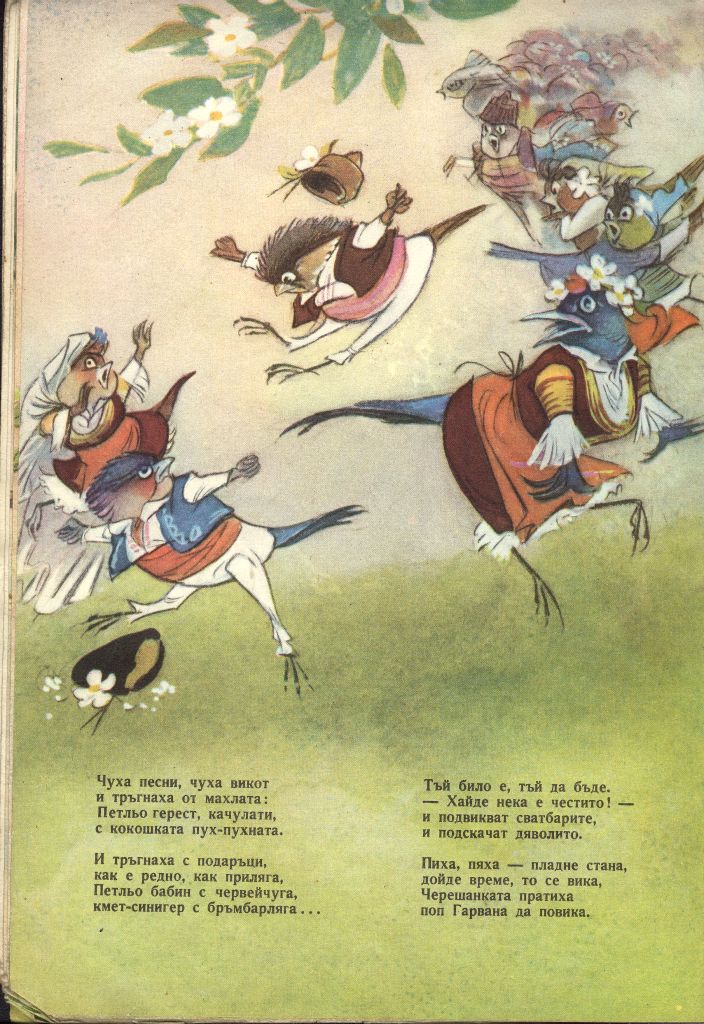 Чуха песни, чуха викот
и тръгнаха от махлата:
Петльо герест, качулати,
с кокошката пух-пухната.
И тръгнаха с подаръци,
как е редно, как приляга,
Петльо бабин с червейчуга,
кмет-синигер с бръмбарляга...
Тъй било е, тъй да бъде.
— Хайде нека е честито! —
и подвикват сватбарите,
и подскачат дяволито.
Пиха, пяха — пладне стана,
дойде време, то се вика,
Черешанката пратиха
поп Гарвана да повика.